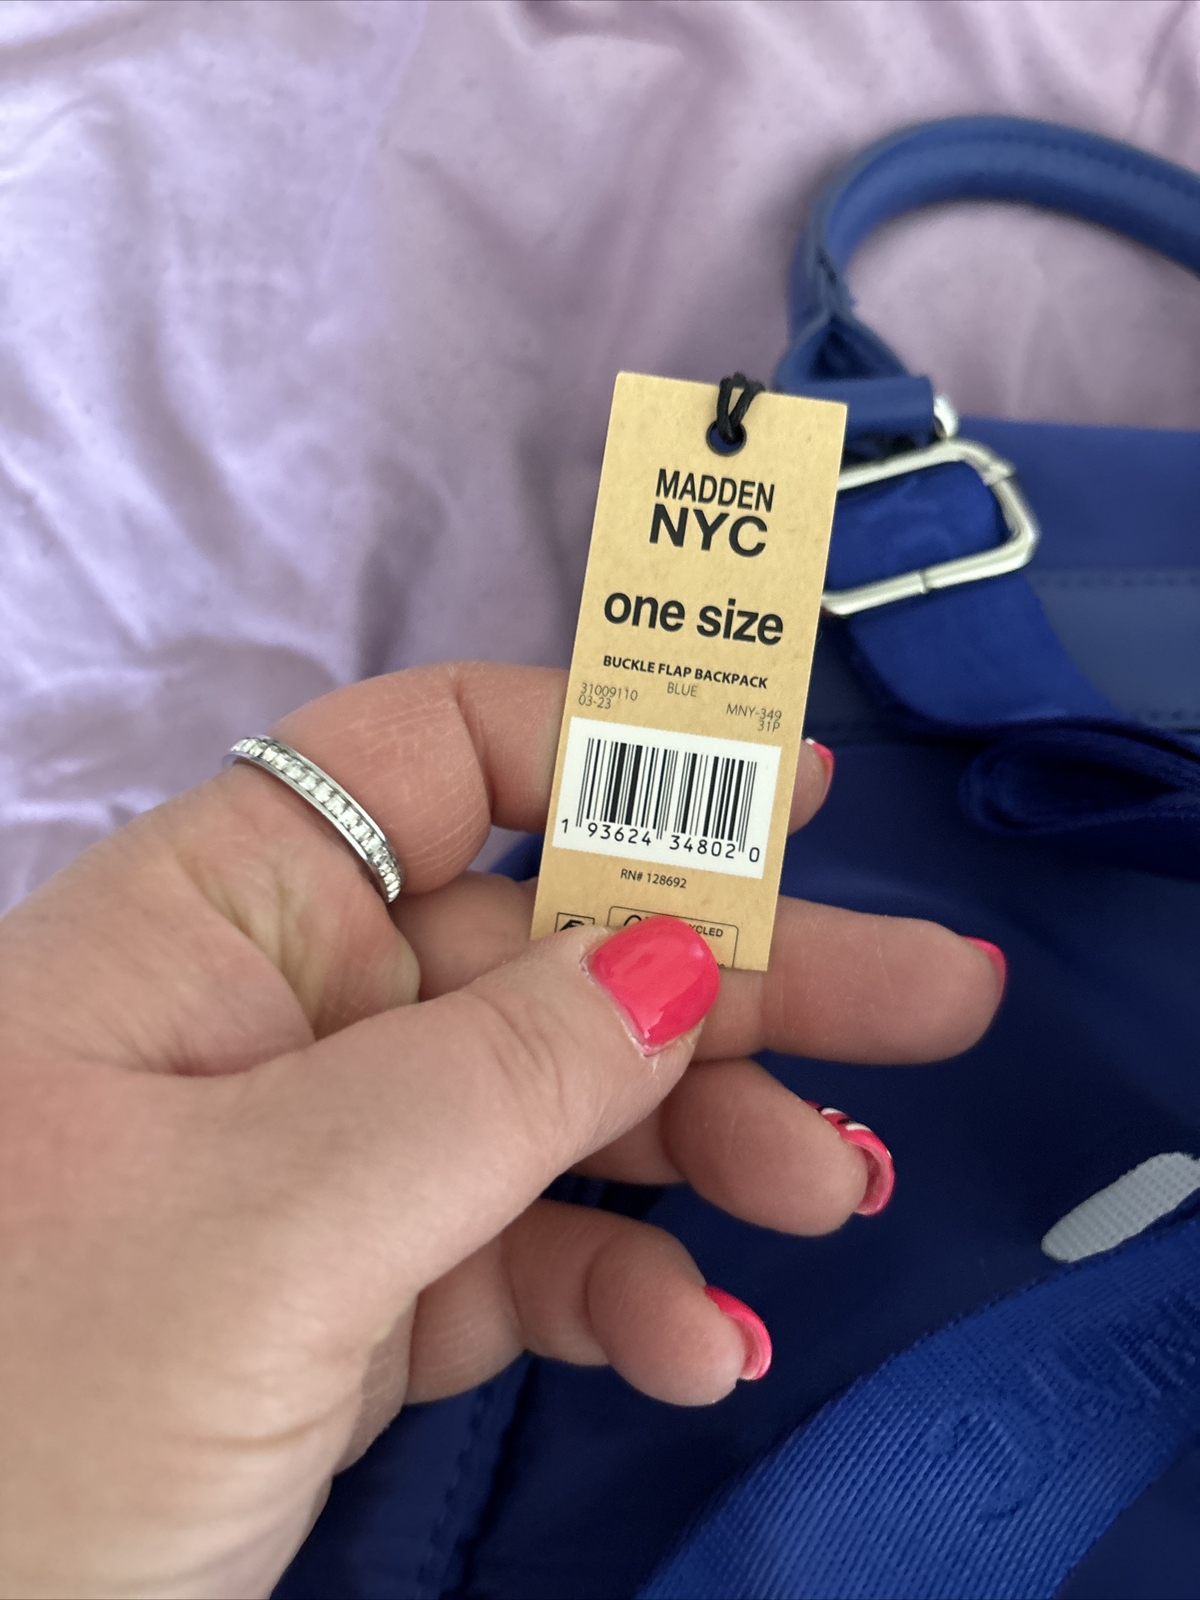 MADDEN
NYC
one size
BUCKLE FLAP BACKPACK
31009110 BLUE MNY-349
03-23 31P
1 93624 34802 0
RN# 128692